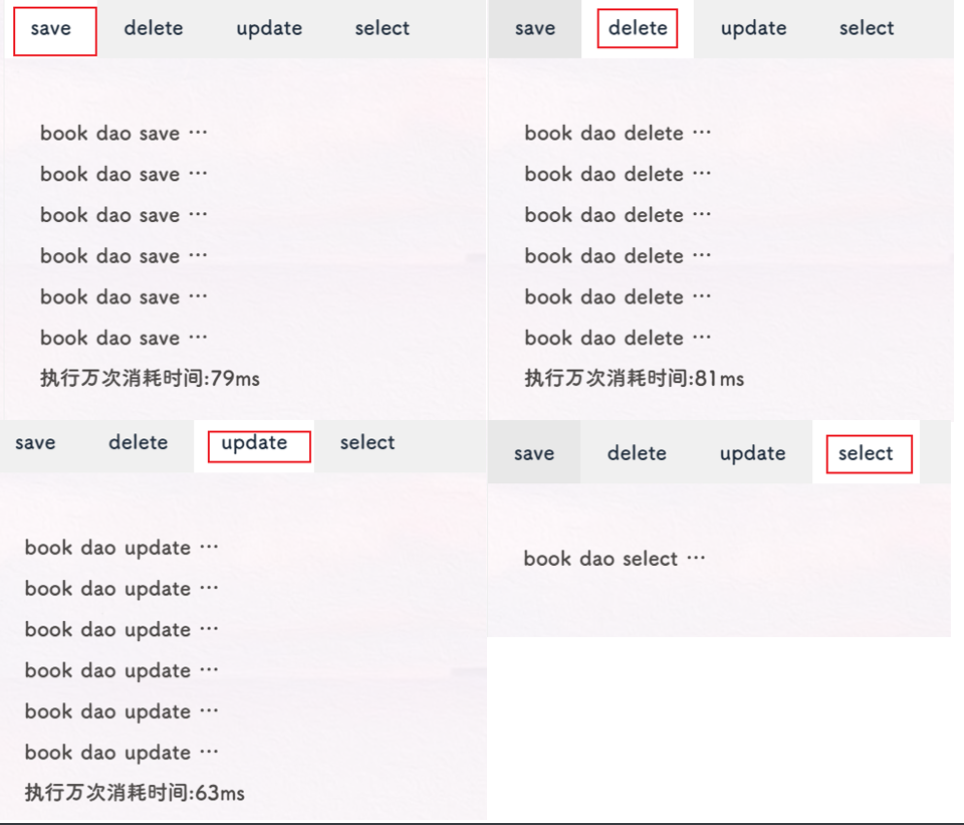 save delete update select
book dao save ⋯
book dao save ⋯
book dao save ⋯
book dao save ⋯
book dao save ⋯
book dao save ⋯
执行万次消耗时间:79ms
save delete update select
book dao delete ⋯
book dao delete ⋯
book dao delete ⋯
book dao delete ⋯
book dao delete ⋯
book dao delete ⋯
执行万次消耗时间:81ms
save delete update select
book dao update ⋯
book dao update ⋯
book dao update ⋯
book dao update ⋯
book dao update ⋯
book dao update ⋯
执行万次消耗时间:63ms
save delete update select
book dao select ⋯